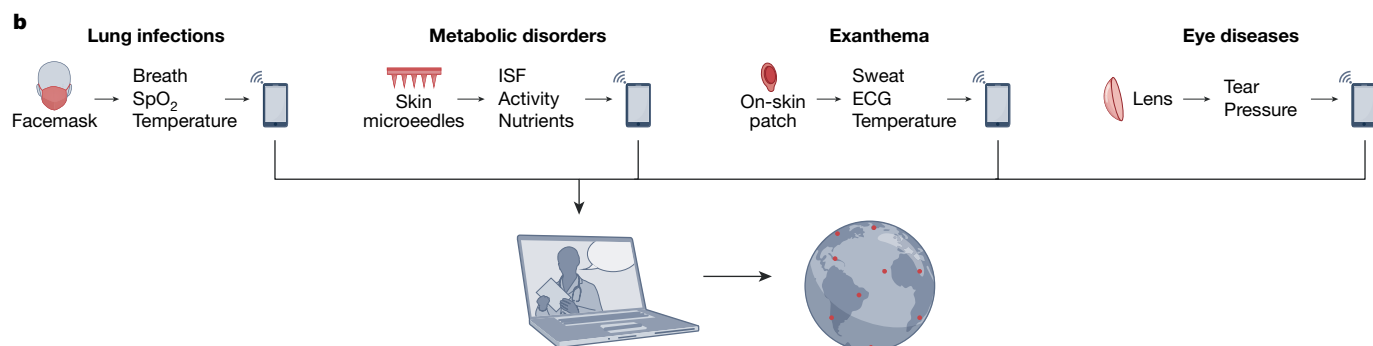 b
Lung infections
Facemask
Breath
SpO₂
Temperature
Metabolic disorders
Skin
microeedles
ISF
Activity
Nutrients
Exanthema
On-skin
patch
Sweat
ECG
Temperature
Eye diseases
Lens
Tear
Pressure